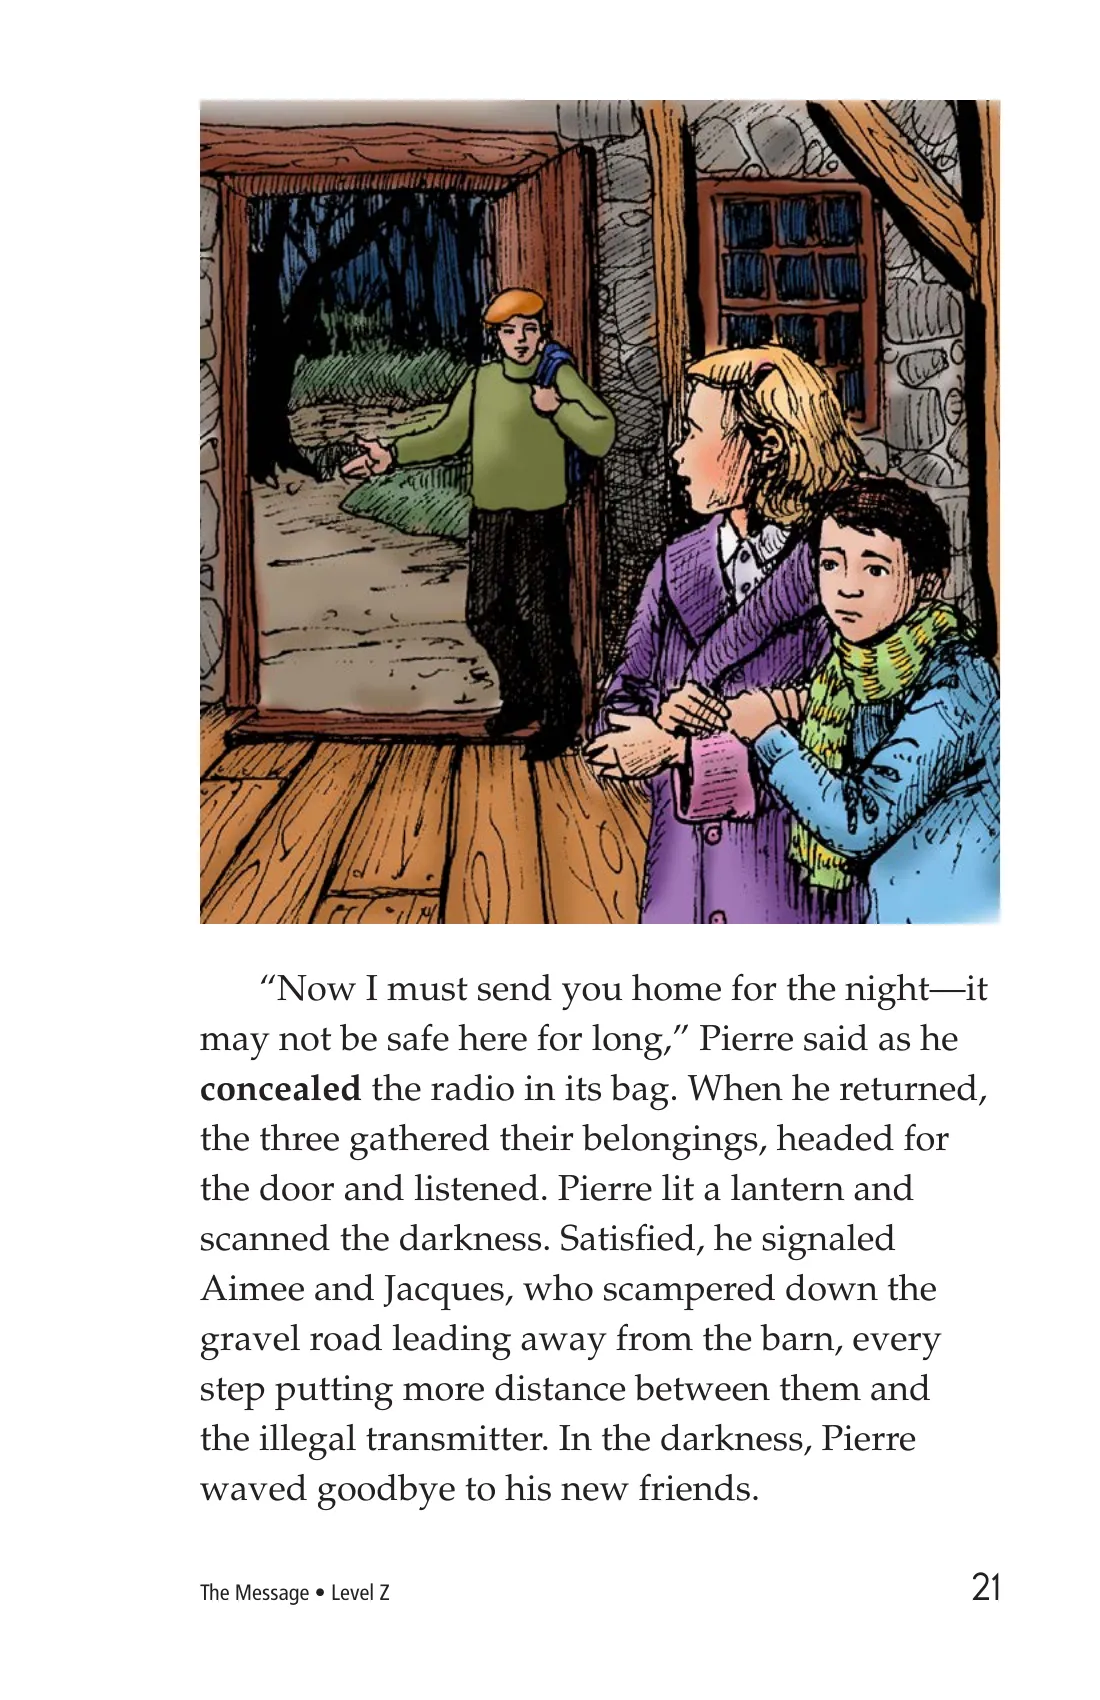 “Now I must send you home for the night—it
may not be safe here for long,” Pierre said as he
concealed the radio in its bag. When he returned,
the three gathered their belongings, headed for
the door and listened. Pierre lit a lantern and
scanned the darkness. Satisfied, he signaled
Aimee and Jacques, who scampered down the
gravel road leading away from the barn, every
step putting more distance between them and
the illegal transmitter. In the darkness, Pierre
waved goodbye to his new friends.
The Message • Level Z
21